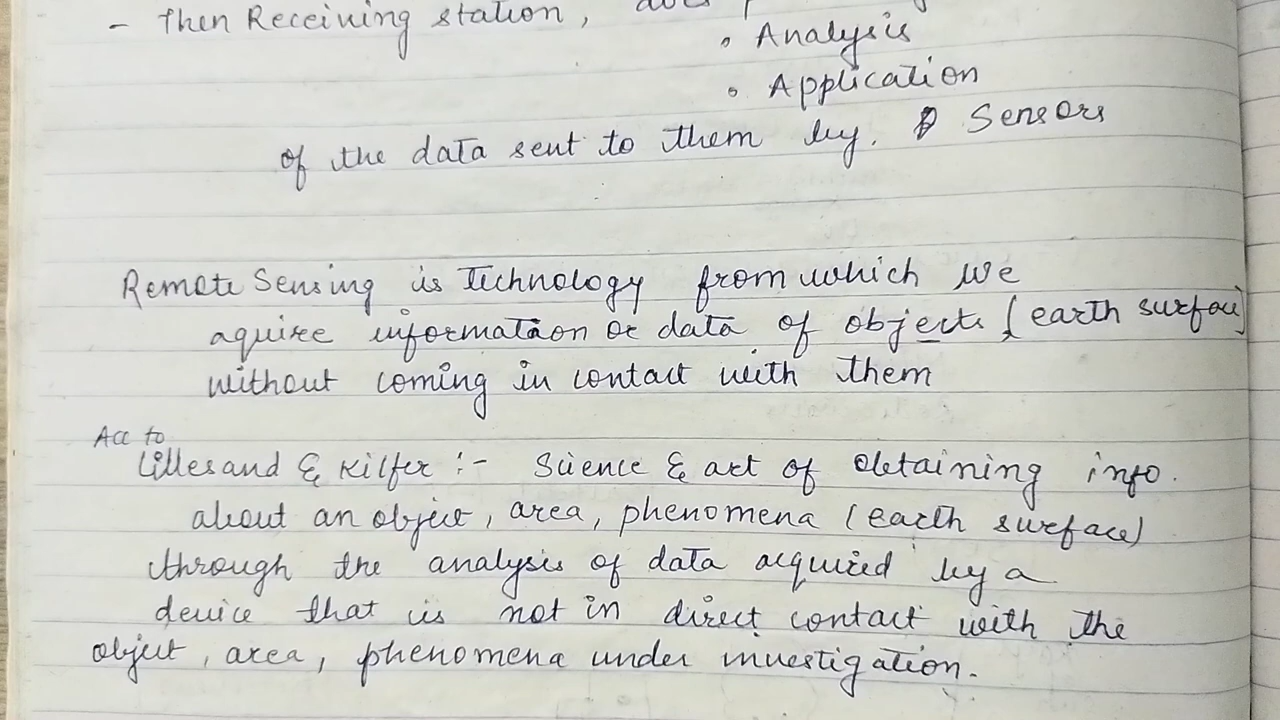 - Then Receiving station, does
• Analysis
• Application
of the data sent to them by. Sensors
Remote Sensing is technology from which we
aquire information or data of objects (earth surface)
without coming in contact with them
Acc to
Lillesand & Kilfer :- Science & art of obtaining info.
about an object, area, phenomena (earth surface)
through the analysis of data acquired by a
device that is not in direct contact with the
object, area, phenomena under investigation.